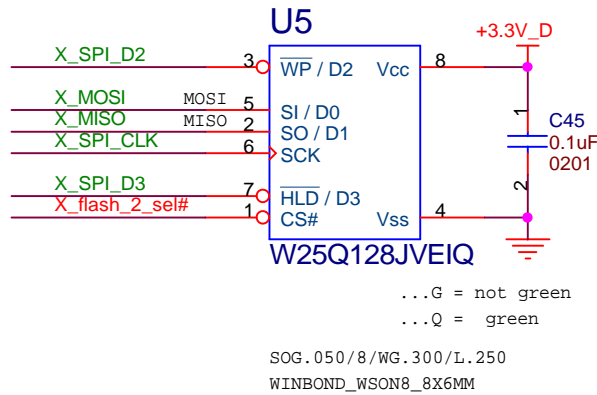 U5
+3.3V_D
X_SPI_D2 3 WP / D2 Vcc 8
X_MOSI MOSI 5 SI / D0
X_MISO MISO 2 SO / D1
X_SPI_CLK 6 SCK
X_SPI_D3 7 HLD / D3
X_flash_2_sel# 1 CS# Vss 4
1
C45
0.1uF
0201
2
W25Q128JVEIQ
...G = not green
...Q = green
SOG.050/8/WG.300/L.250
WINBOND_WSON8_8X6MM